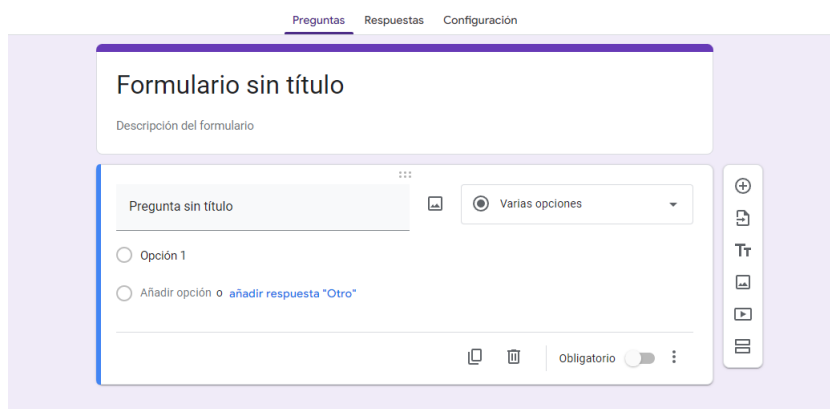 Preguntas Respuestas Configuración
Formulario sin título
Descripción del formulario
Pregunta sin título
Varias opciones
Opción 1
Añadir opción o añadir respuesta "Otro"
Obligatorio
Tт